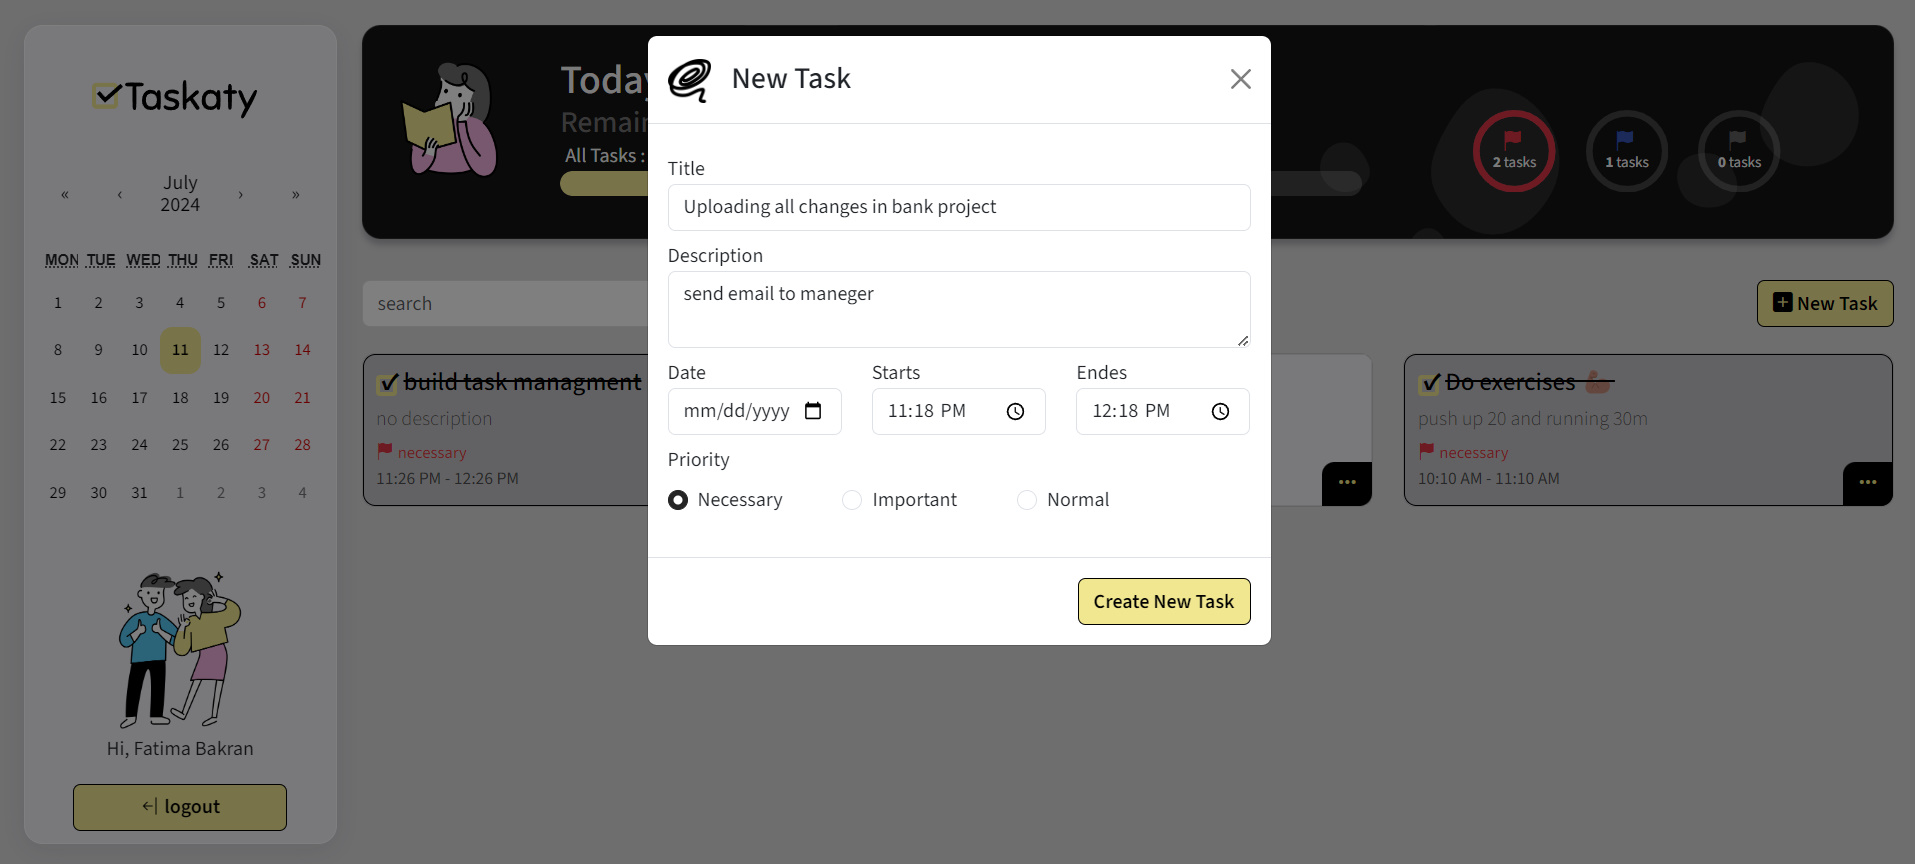 Taskaty
« ‹ July 2024 › »
MON TUE WED THU FRI SAT SUN
1 2 3 4 5 6 7
8 9 10 11 12 13 14
15 16 17 18 19 20 21
22 23 24 25 26 27 28
29 30 31 1 2 3 4
Hi, Fatima Bakran
logout
Today
All Tasks :
2 tasks
1 tasks
0 tasks
search
New Task
build task managment
no description
necessary
11:26 PM - 12:26 PM
Do exercises
push up 20 and running 30m
necessary
10:10 AM - 11:10 AM
New Task
Title
Uploading all changes in bank project
Description
send email to maneger
Date Starts Endes
mm/dd/yyyy 11:18 PM 12:18 PM
Priority
Necessary Important Normal
Create New Task